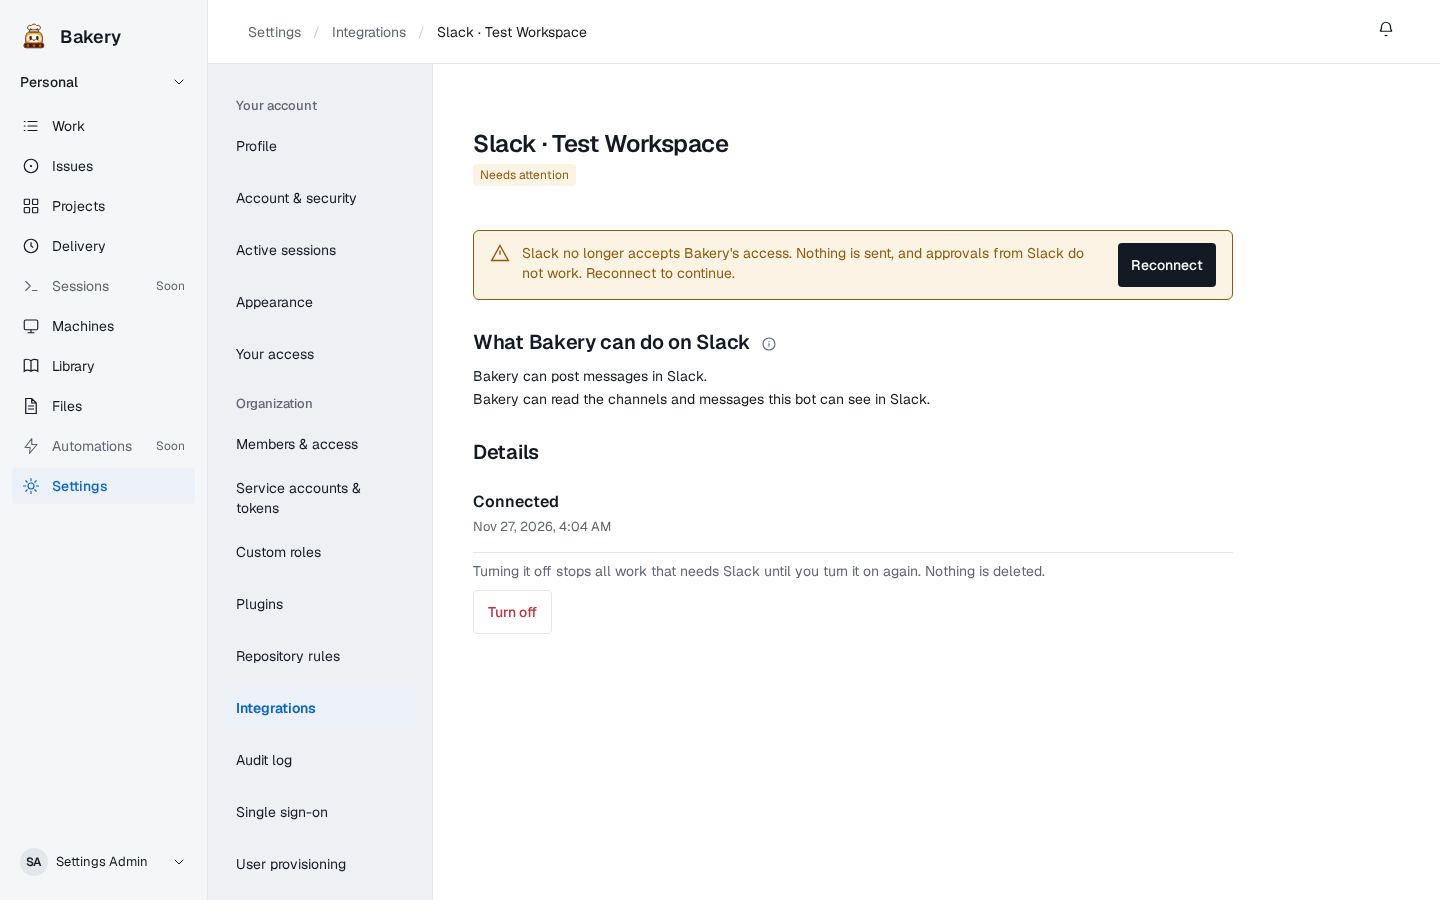 Bakery
Personal
Work
Issues
Projects
Delivery
Sessions Soon
Machines
Library
Files
Automations Soon
Settings
SA Settings Admin
Settings / Integrations / Slack · Test Workspace
Your account
Profile
Account & security
Active sessions
Appearance
Your access
Organization
Members & access
Service accounts &
tokens
Custom roles
Plugins
Repository rules
Integrations
Audit log
Single sign-on
User provisioning
Slack · Test Workspace
Needs attention
Slack no longer accepts Bakery's access. Nothing is sent, and approvals from Slack do
not work. Reconnect to continue.
Reconnect
What Bakery can do on Slack
Bakery can post messages in Slack.
Bakery can read the channels and messages this bot can see in Slack.
Details
Connected
Nov 27, 2026, 4:04 AM
Turning it off stops all work that needs Slack until you turn it on again. Nothing is deleted.
Turn off